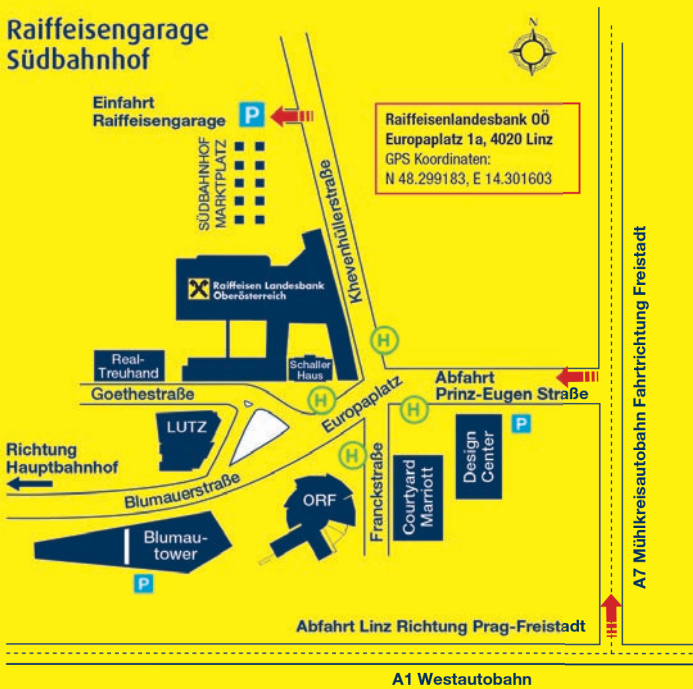 Raiffeisengarage
Südbahnhof
N
Einfahrt
Raiffeisengarage
P
Raiffeisenlandesbank OÖ
Europaplatz 1a, 4020 Linz
GPS Koordinaten:
N 48.299183, E 14.301603
SÜDBAHNHOF
MARKTPLATZ
Khevenhüllerstraße
A7 Mühlkreisautobahn Fahrtrichtung Freistadt
Raiffeisen Landesbank
Oberösterreich
H
Real-
Treuhand
Schaller
Haus
Goethestraße
H
Europaplatz
Abfahrt
Prinz-Eugen Straße
H
P
LUTZ
Richtung
Hauptbahnhof
H
Design
Center
Blumauerstraße
ORF
Franckstraße
Courtyard
Marriott
Blumau-
tower
P
Abfahrt Linz Richtung Prag-Freistadt
A1 Westautobahn